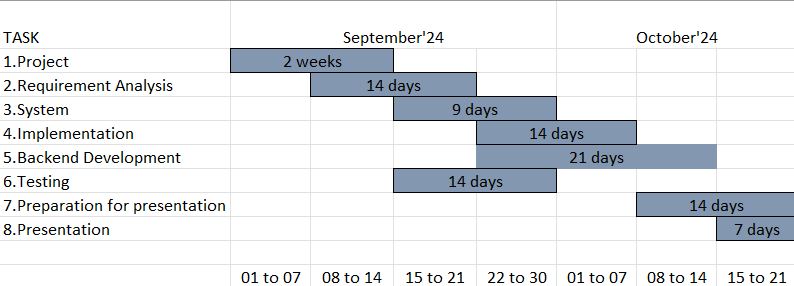 TASK September'24 October'24
1.Project 2 weeks
2.Requirement Analysis 14 days
3.System 9 days
4.Implementation 14 days
5.Backend Development 21 days
6.Testing 14 days
7.Preparation for presentation 14 days
8.Presentation 7 days
01 to 07 08 to 14 15 to 21 22 to 30 01 to 07 08 to 14 15 to 21